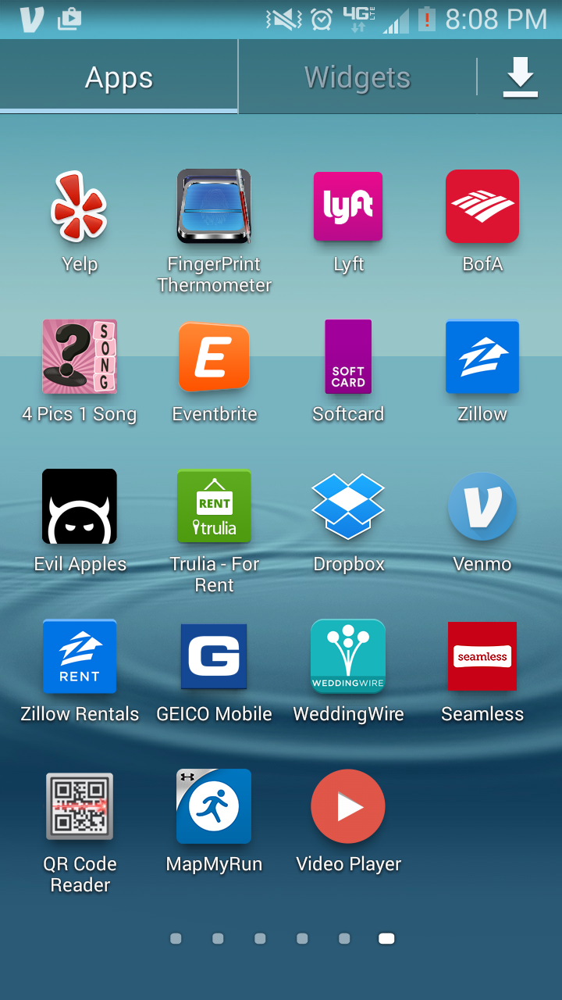 4G LTE 8:08 PM
Apps Widgets
lyft
Yelp FingerPrint Thermometer Lyft BofA
SONG
E
SOFT CARD
4 Pics 1 Song Eventbrite Softcard Zillow
RENT
trulia
Evil Apples Trulia - For Rent Dropbox Venmo
RENT
G
WEDDINGWIRE
seamless
Zillow Rentals GEICO Mobile WeddingWire Seamless
QR Code Reader MapMyRun Video Player